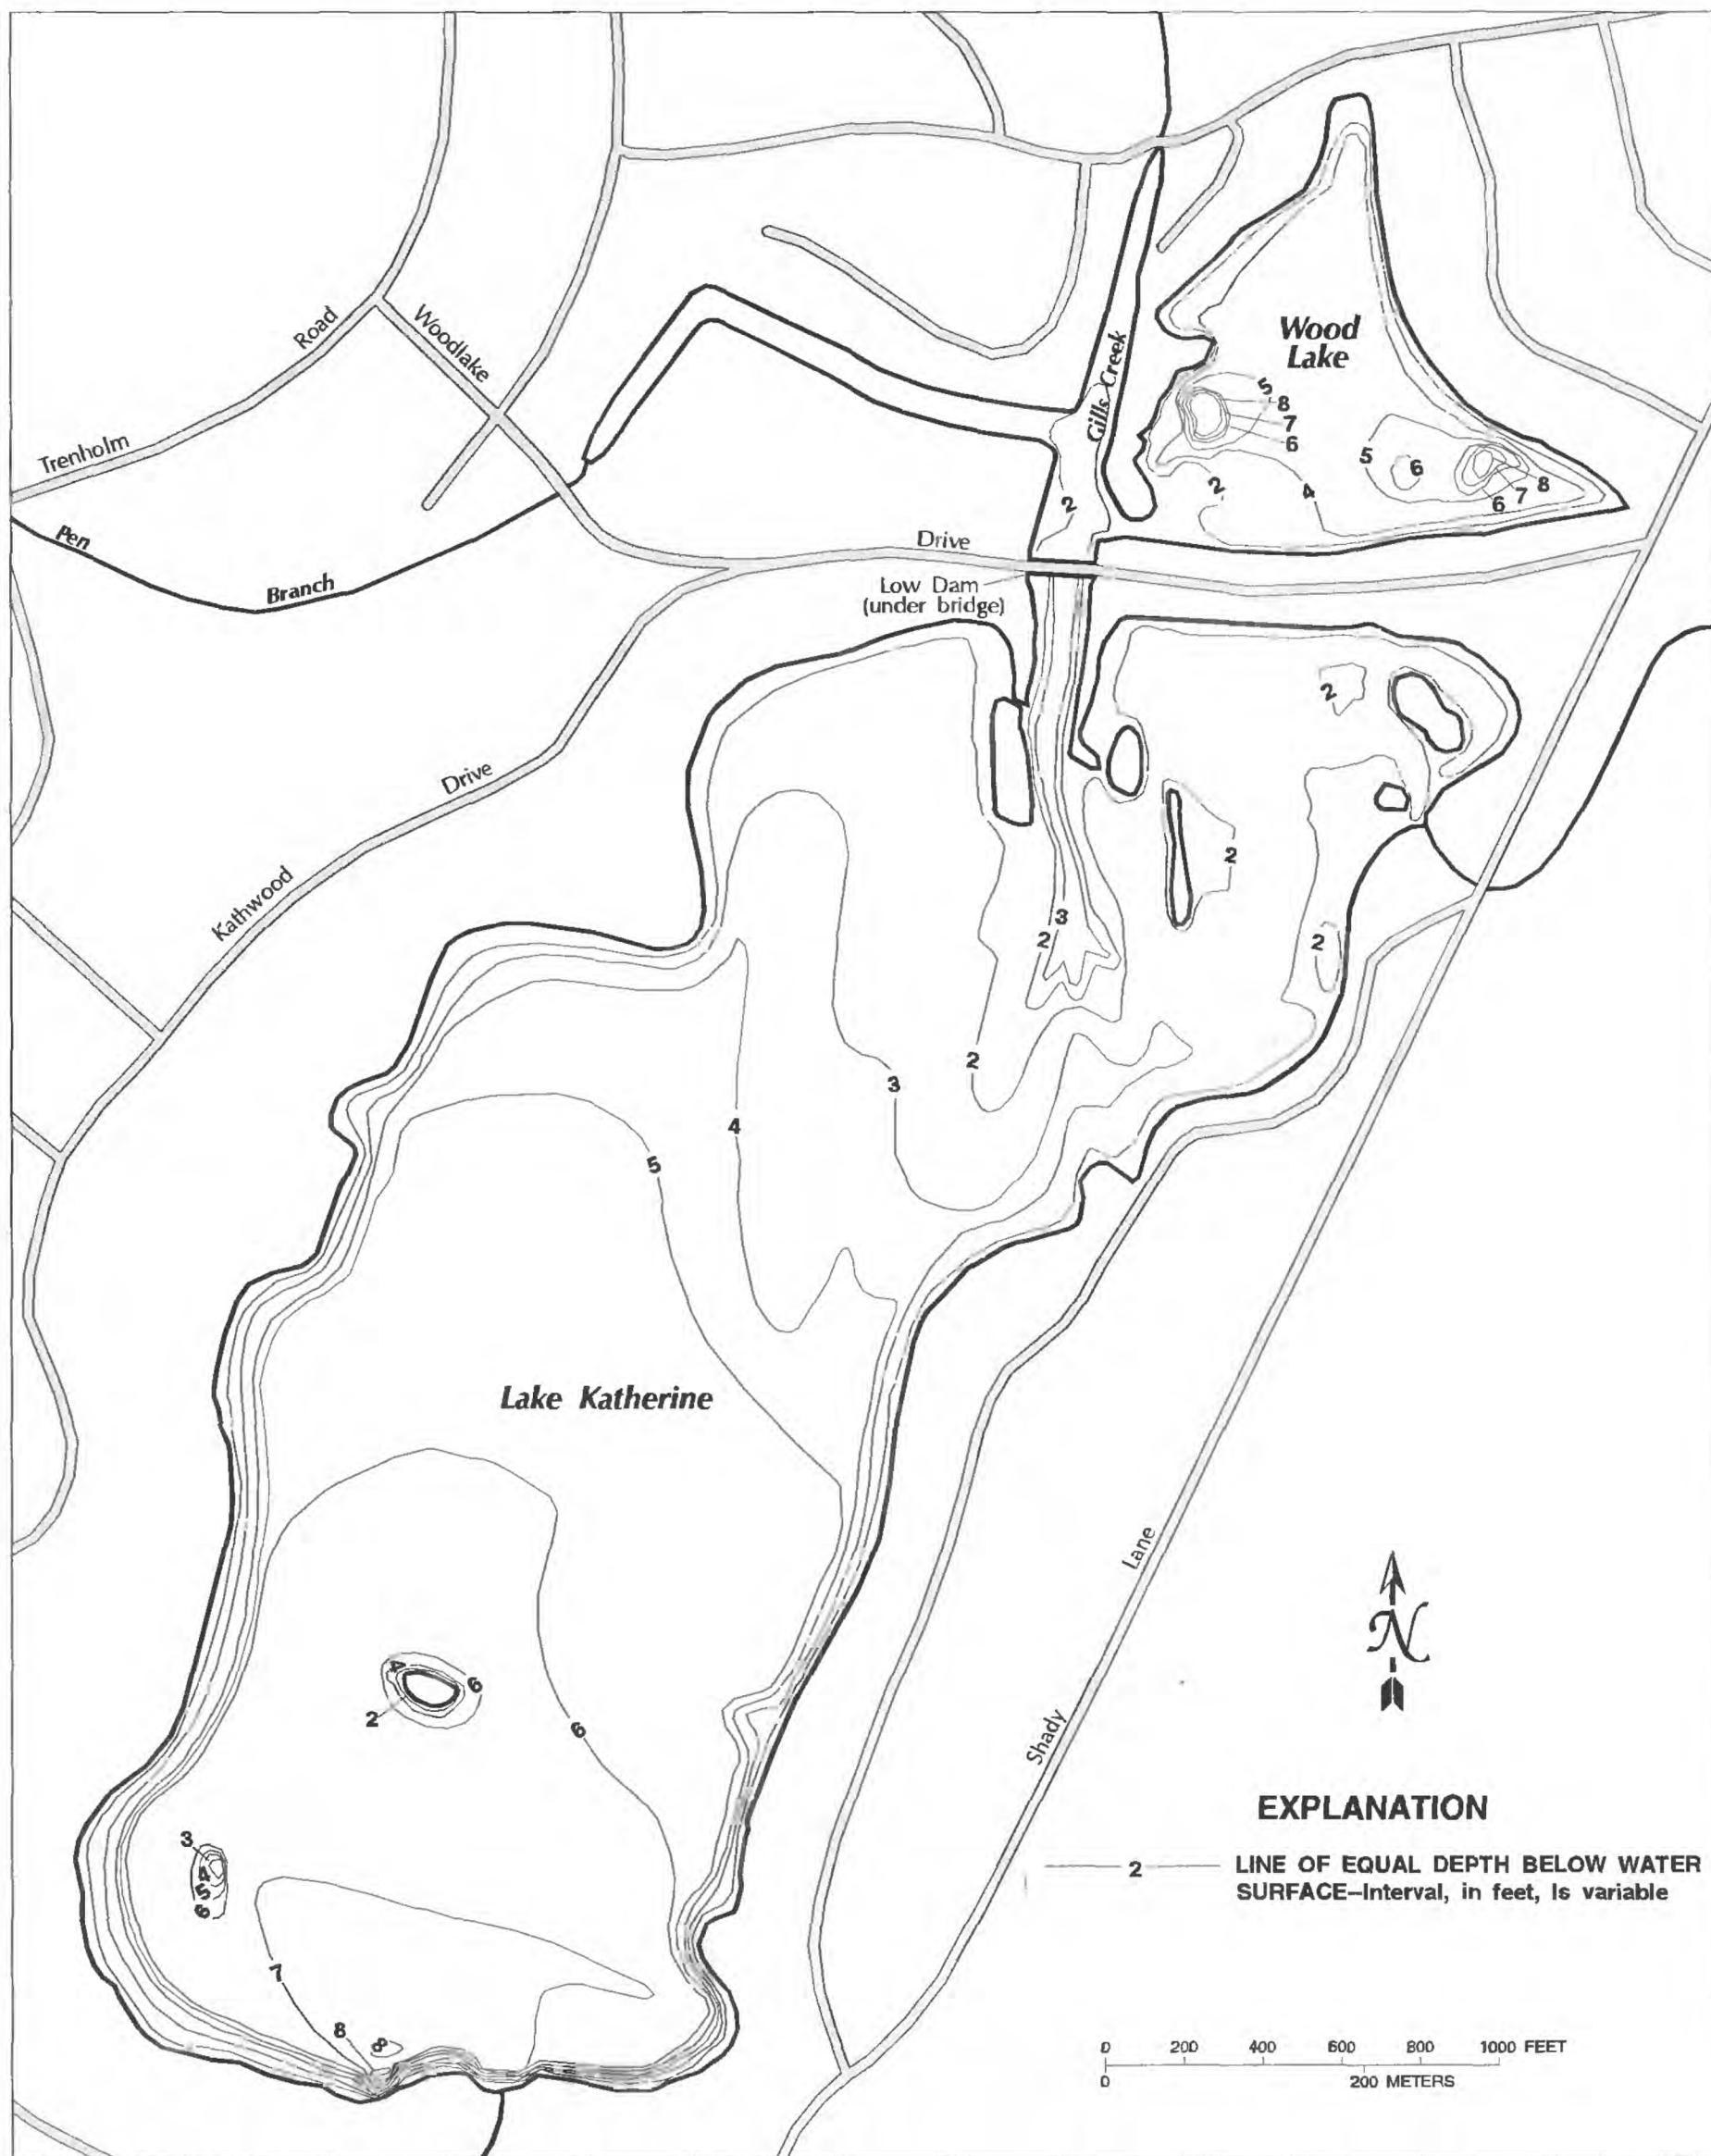 Road
Woodlake
Trenholm
Pen
Branch
Gills Creek
Wood
Lake
5
8
7
6
5
6
8
7
6
2
4
2
Drive
Low Dam
(under bridge)
Drive
Kathwood
2
2
2
3
2
2
3
4
5
Lake Katherine
4
6
2
6
3
4
5
6
7
8
8
Lane
Shady
N
EXPLANATION
2
LINE OF EQUAL DEPTH BELOW WATER
SURFACE–Interval, in feet, Is variable
0 200 400 600 800 1000 FEET
0 200 METERS